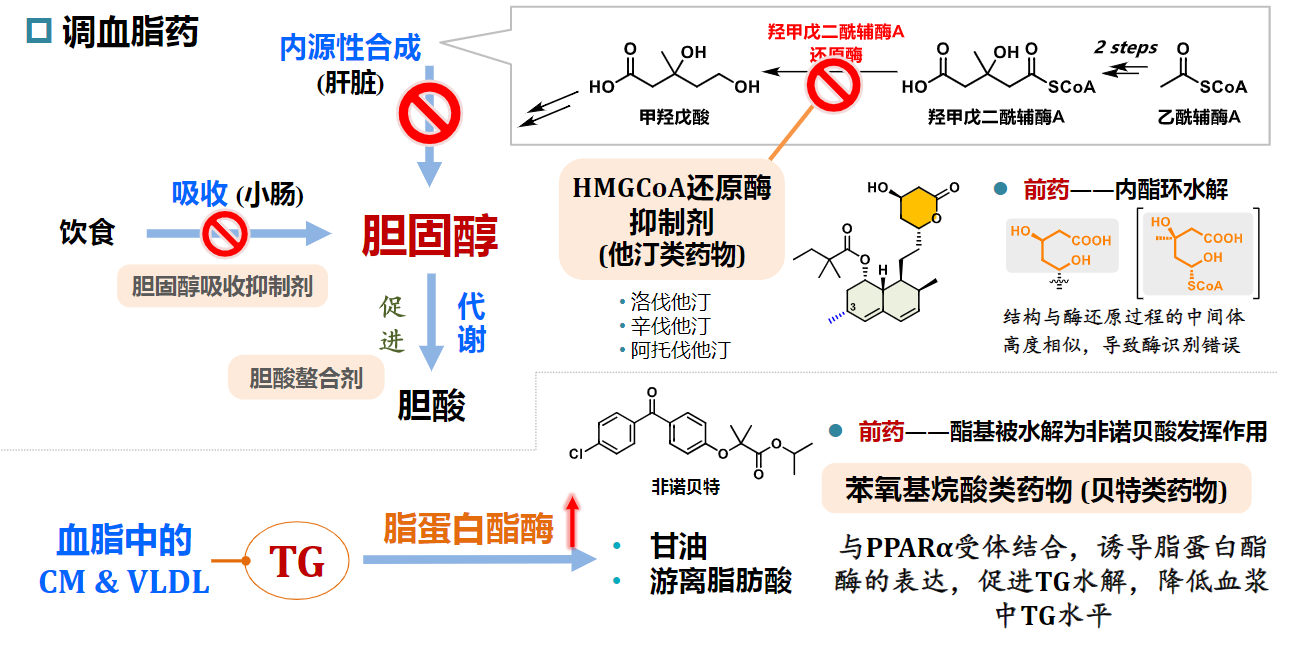 调血脂药
内源性合成
(肝脏)
羟甲戊二酰辅酶A
还原酶
2 steps
O
OH
HO
OH
甲羟戊酸
O
OH
O
HO
SCoA
羟甲戊二酰辅酶A
O
SCoA
乙酰辅酶A
吸收 (小肠)
饮食
胆固醇
胆固醇吸收抑制剂
促进
代谢
胆酸螯合剂
胆酸
HMGCoA还原酶
抑制剂
(他汀类药物)
• 洛伐他汀
• 辛伐他汀
• 阿托伐他汀
HO
O
O
O
O
H
3
前药——内酯环水解
HO
COOH
OH
HO
COOH
OH
SCoA
结构与酶还原过程的中间体
高度相似，导致酶识别错误
O
Cl
O
O
O
非诺贝特
前药——酯基被水解为非诺贝酸发挥作用
苯氧基烷酸类药物 (贝特类药物)
血脂中的
CM & VLDL
TG
脂蛋白酯酶
• 甘油
• 游离脂肪酸
与PPARα受体结合，诱导脂蛋白酯
酶的表达，促进TG水解，降低血浆
中TG水平